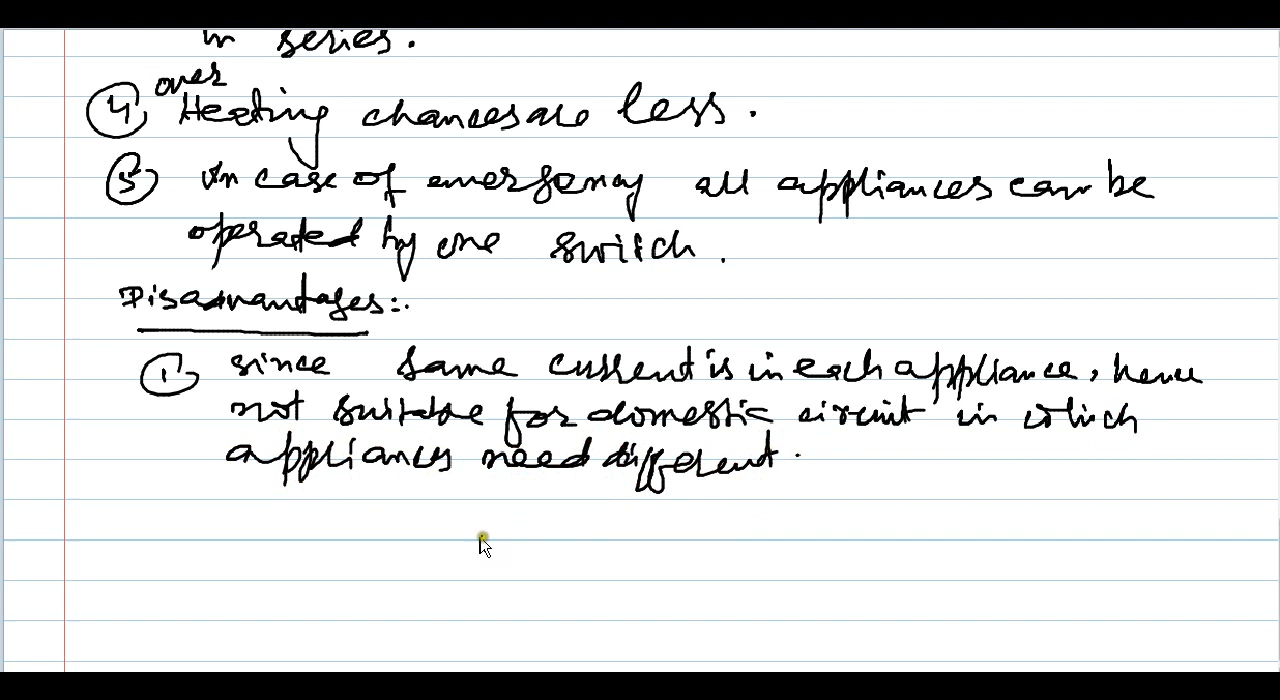 in series.
over
④ Heating chances are less.
⑤ In case of emergency all appliances can be
operated by one switch.
Disadvantages:-
① since same current is in each appliance, hence
not suitable for domestic circuit in which
appliances need different.